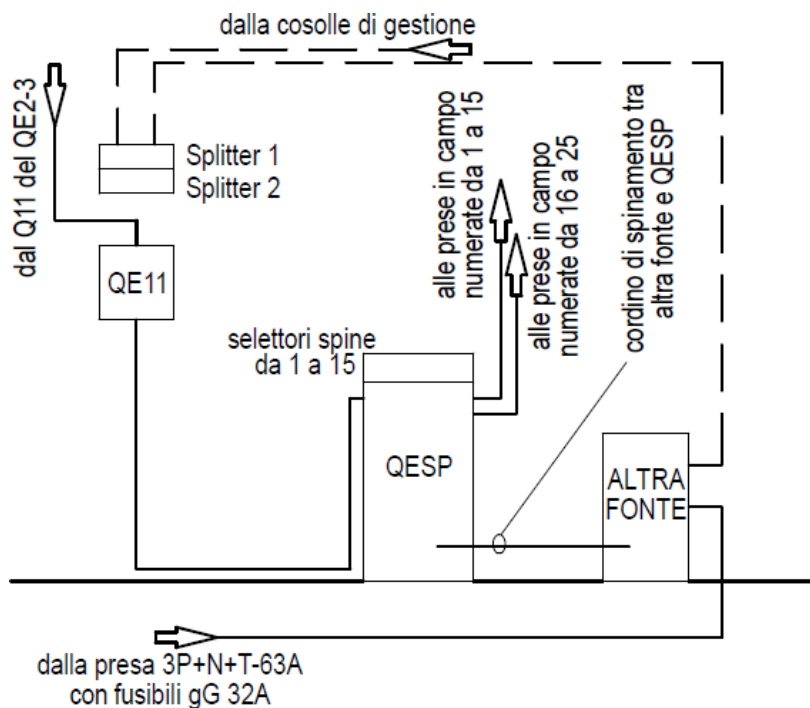 dalla cosolle di gestione
dal Q11 del QE2-3
Splitter 1
Splitter 2
QE11
alle prese in campo
numerate da 1 a 15
alle prese in campo
numerate da 16 a 25
cordino di spinamento tra
altra fonte e QESP
selettori spine
da 1 a 15
QESP
ALTRA
FONTE
dalla presa 3P+N+T-63A
con fusibili gG 32A